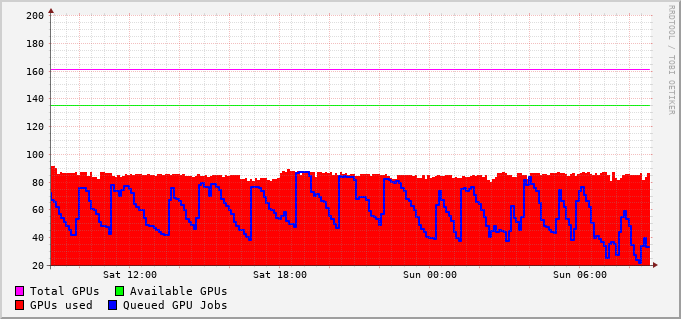 200
180
160
140
120
100
80
60
40
20
Sat 12:00 Sat 18:00 Sun 00:00 Sun 06:00
Total GPUs Available GPUs
GPUs used Queued GPU Jobs
RRDTOOL / TOBI OETIKER